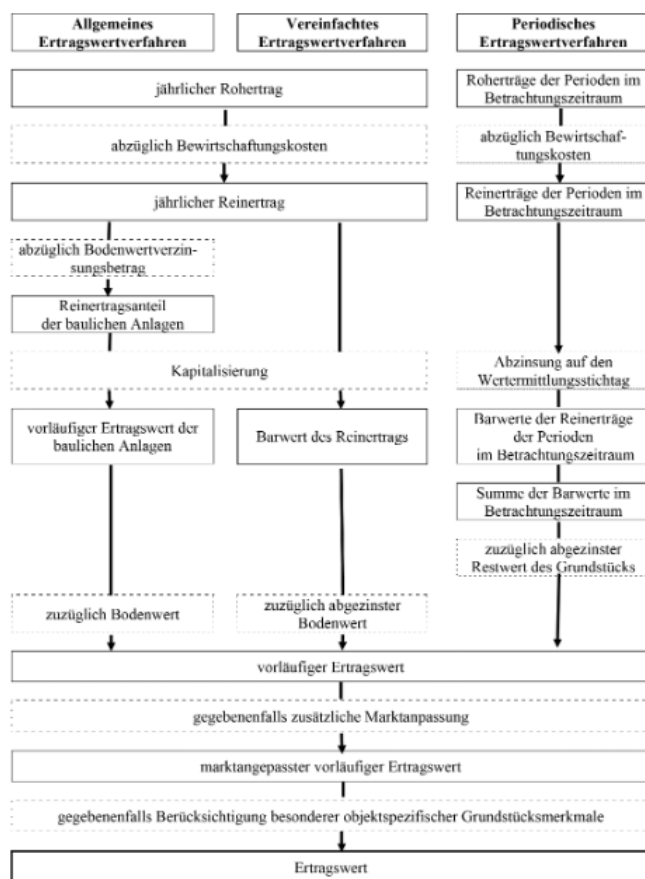 Allgemeines
Ertragswertverfahren
Vereinfachtes
Ertragswertverfahren
Periodisches
Ertragswertverfahren
jährlicher Rohertrag
Roherträge der Perioden im
Betrachtungszeitraum
abzüglich Bewirtschaftungskosten
abzüglich Bewirtschaf-
tungskosten
jährlicher Reinertrag
Reinerträge der Perioden im
Betrachtungszeitraum
abzüglich Bodenwertverzin-
sungsbetrag
Reinertragsanteil
der baulichen Anlagen
Kapitalisierung
Abzinsung auf den
Wertermittlungsstichtag
vorläufiger Ertragswert der
baulichen Anlagen
Barwert des Reinertrags
Barwerte der Reinerträge
der Perioden
im Betrachtungszeitraum
Summe der Barwerte im
Betrachtungszeitraum
zuzüglich abgezinster
Restwert des Grundstücks
zuzüglich Bodenwert
zuzüglich abgezinster
Bodenwert
vorläufiger Ertragswert
gegebenenfalls zusätzliche Marktanpassung
marktangepasster vorläufiger Ertragswert
gegebenenfalls Berücksichtigung besonderer objektspezifischer Grundstücksmerkmale
Ertragswert